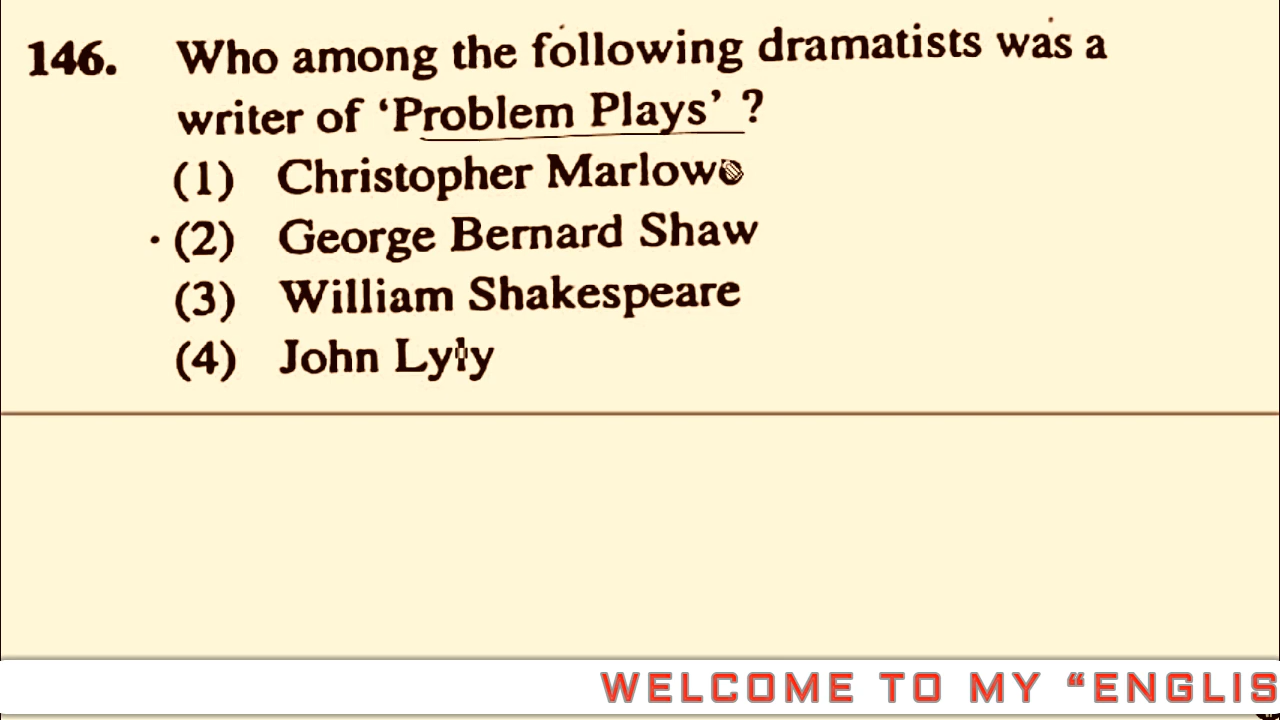 146. Who among the following dramatists was a
writer of ‘Problem Plays’ ?
(1) Christopher Marlowe
(2) George Bernard Shaw
(3) William Shakespeare
(4) John Lyly
WELCOME TO MY “ENGLIS